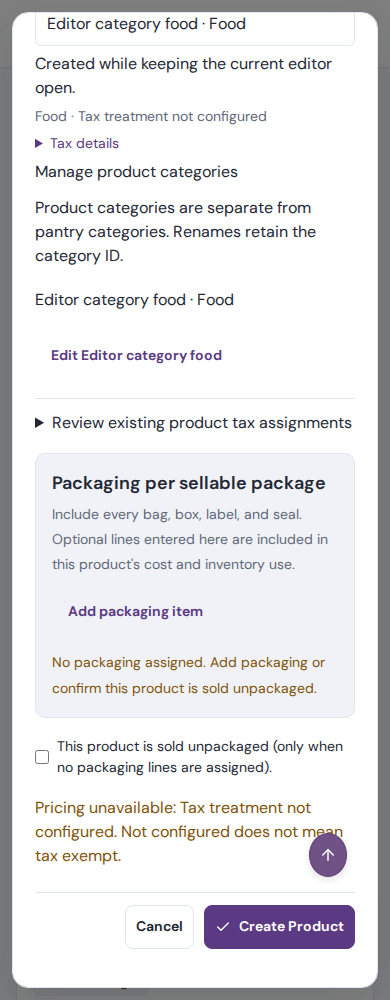 Editor category food · Food
Created while keeping the current editor
open.
Food · Tax treatment not configured
Tax details
Manage product categories
Product categories are separate from
pantry categories. Renames retain the
category ID.
Editor category food · Food
Edit Editor category food
Review existing product tax assignments
Packaging per sellable package
Include every bag, box, label, and seal.
Optional lines entered here are included in
this product's cost and inventory use.
Add packaging item
No packaging assigned. Add packaging or
confirm this product is sold unpackaged.
This product is sold unpackaged (only when
no packaging lines are assigned).
Pricing unavailable: Tax treatment not
configured. Not configured does not mean
tax exempt.
Cancel
Create Product